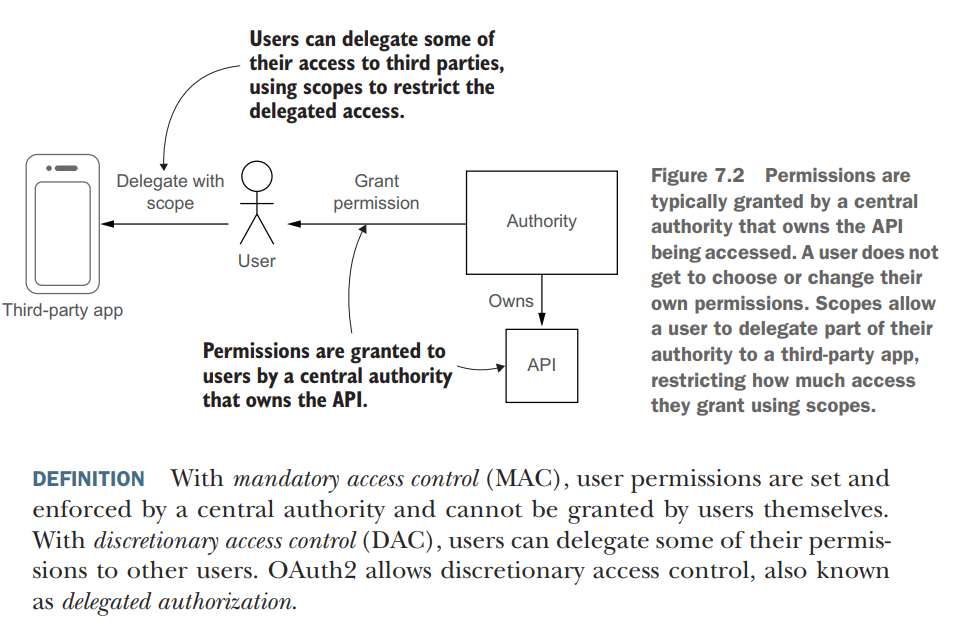 Users can delegate some of
their access to third parties,
using scopes to restrict the
delegated access.
Delegate with
scope
Grant
permission
Authority
User
Third-party app
Owns
API
Permissions are granted to
users by a central authority
that owns the API.
Figure 7.2 Permissions are
typically granted by a central
authority that owns the API
being accessed. A user does not
get to choose or change their
own permissions. Scopes allow
a user to delegate part of their
authority to a third-party app,
restricting how much access
they grant using scopes.
DEFINITION With mandatory access control (MAC), user permissions are set and
enforced by a central authority and cannot be granted by users themselves.
With discretionary access control (DAC), users can delegate some of their permis-
sions to other users. OAuth2 allows discretionary access control, also known
as delegated authorization.